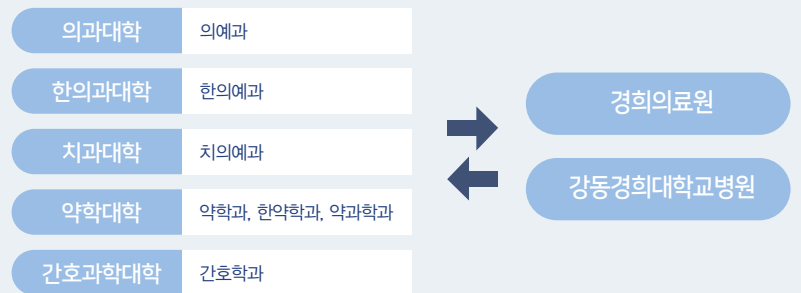 의과대학 의예과
한의과대학 한의예과
치과대학 치의예과
약학대학 약학과, 한약학과, 약과학과
간호과학대학 간호학과
경희의료원
강동경희대학교병원